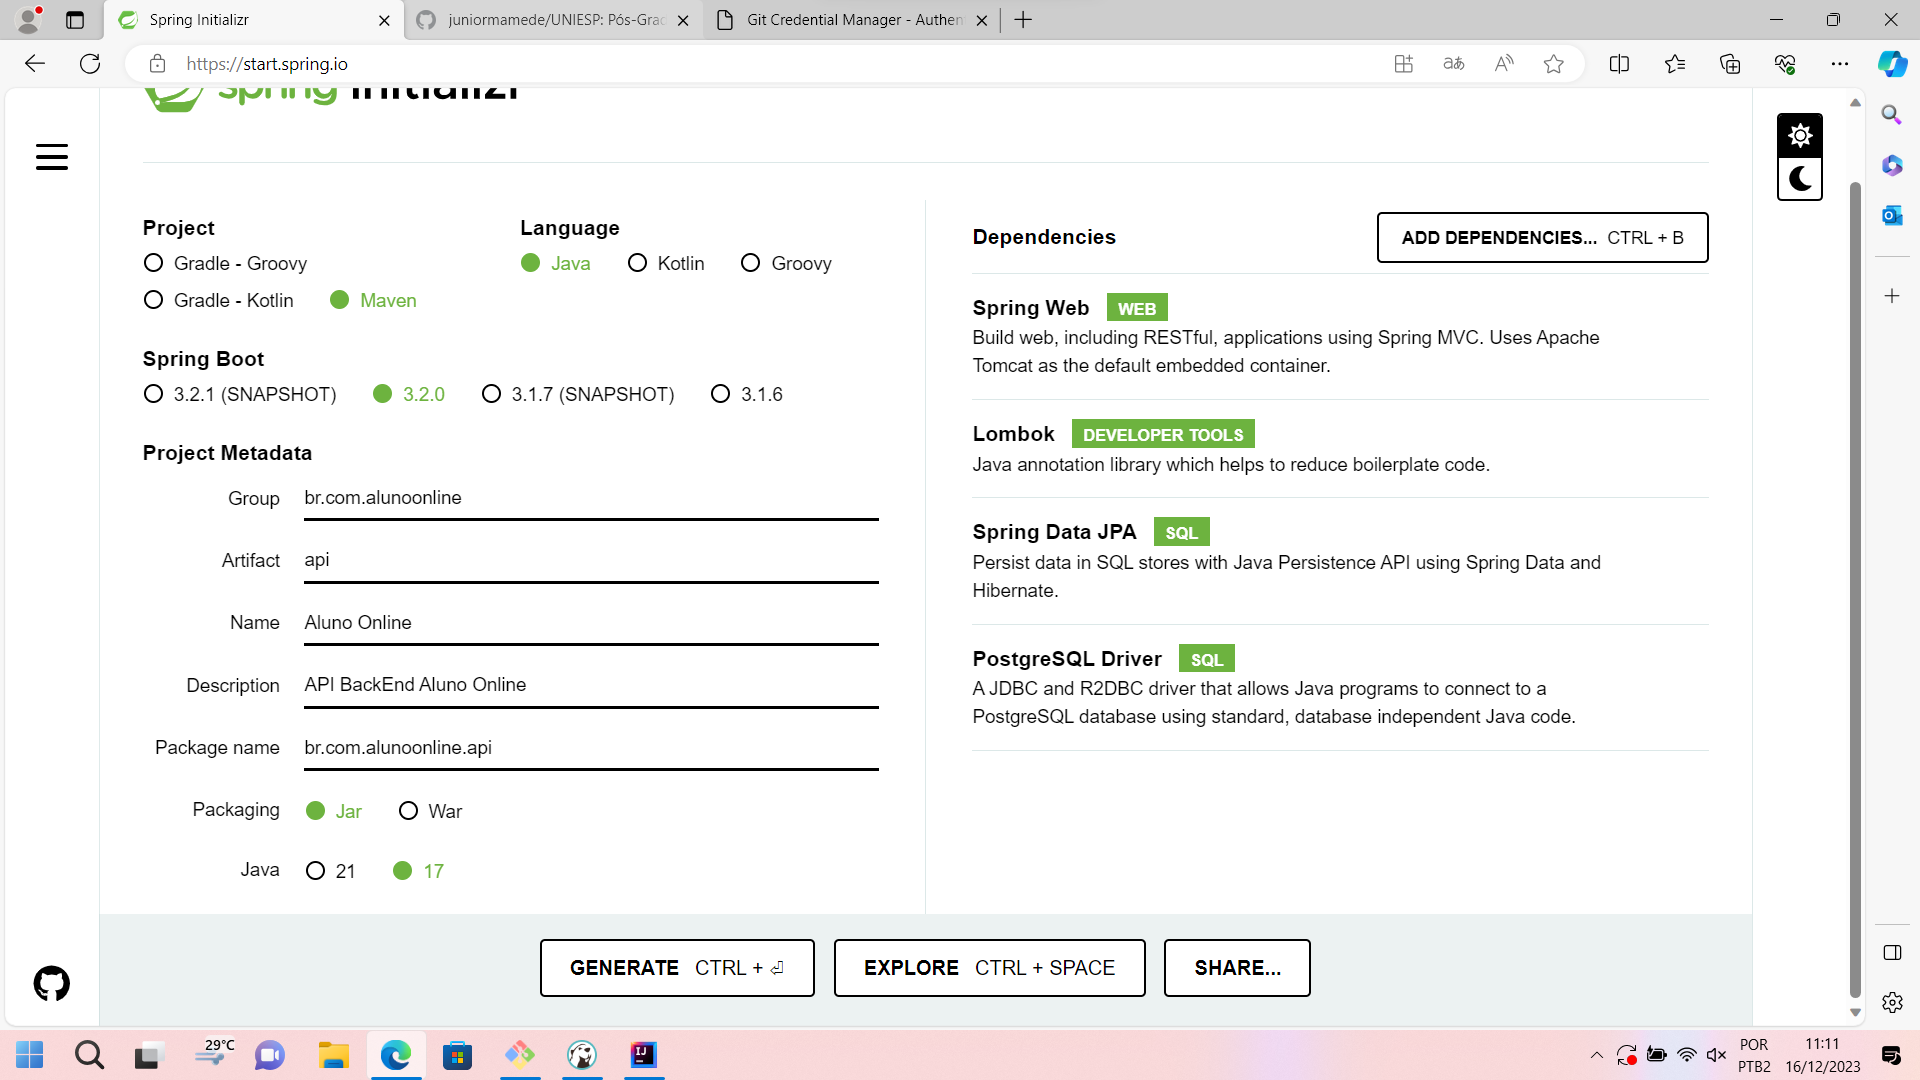 Spring Initializr
juniormamede/UNIESP: Pós-Grac
Git Credential Manager - Authen
https://start.spring.io
spring initializr
Project
Gradle - Groovy
Gradle - Kotlin
Maven
Language
Java
Kotlin
Groovy
Spring Boot
3.2.1 (SNAPSHOT)
3.2.0
3.1.7 (SNAPSHOT)
3.1.6
Project Metadata
Group
br.com.alunoonline
Artifact
api
Name
Aluno Online
Description
API BackEnd Aluno Online
Package name
br.com.alunoonline.api
Packaging
Jar
War
Java
21
17
Dependencies
ADD DEPENDENCIES... CTRL + B
Spring Web WEB
Build web, including RESTful, applications using Spring MVC. Uses Apache
Tomcat as the default embedded container.
Lombok DEVELOPER TOOLS
Java annotation library which helps to reduce boilerplate code.
Spring Data JPA SQL
Persist data in SQL stores with Java Persistence API using Spring Data and
Hibernate.
PostgreSQL Driver SQL
A JDBC and R2DBC driver that allows Java programs to connect to a
PostgreSQL database using standard, database independent Java code.
GENERATE CTRL + ⏎
EXPLORE CTRL + SPACE
SHARE...
29°C
POR
PTB2
11:11
16/12/2023